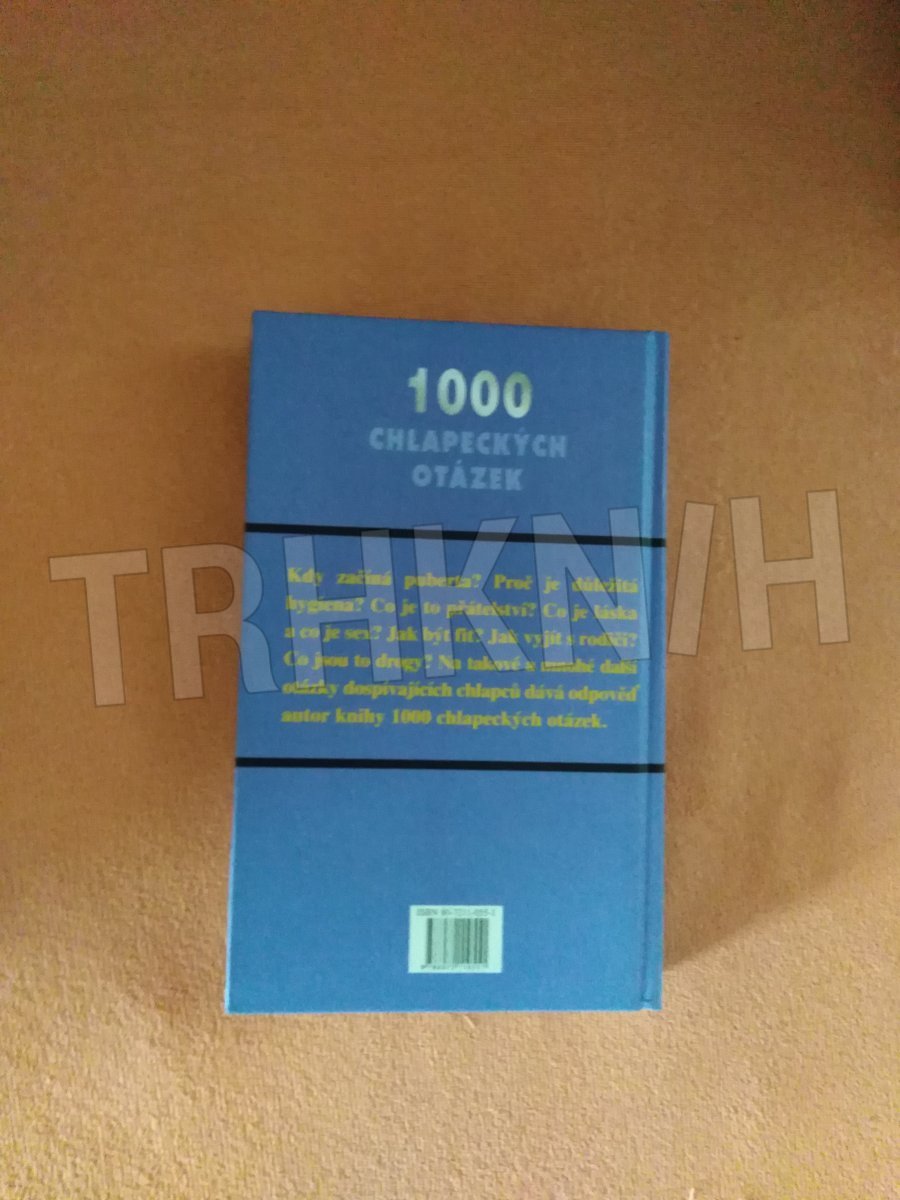 1000
CHLAPECKÝCH
OTÁZEK
TRHKNIH
Kdy začíná puberta? Proč je důležitá
hygiena? Co je to přátelství? Co je láska
a co je sex? Jak být fit? Jak vyjít s rodiči?
Co jsou to drogy? Na takové a mnohé další
otázky dospívajících chlapců dává odpověď
autor knihy 1000 chlapeckých otázek.
ISBN